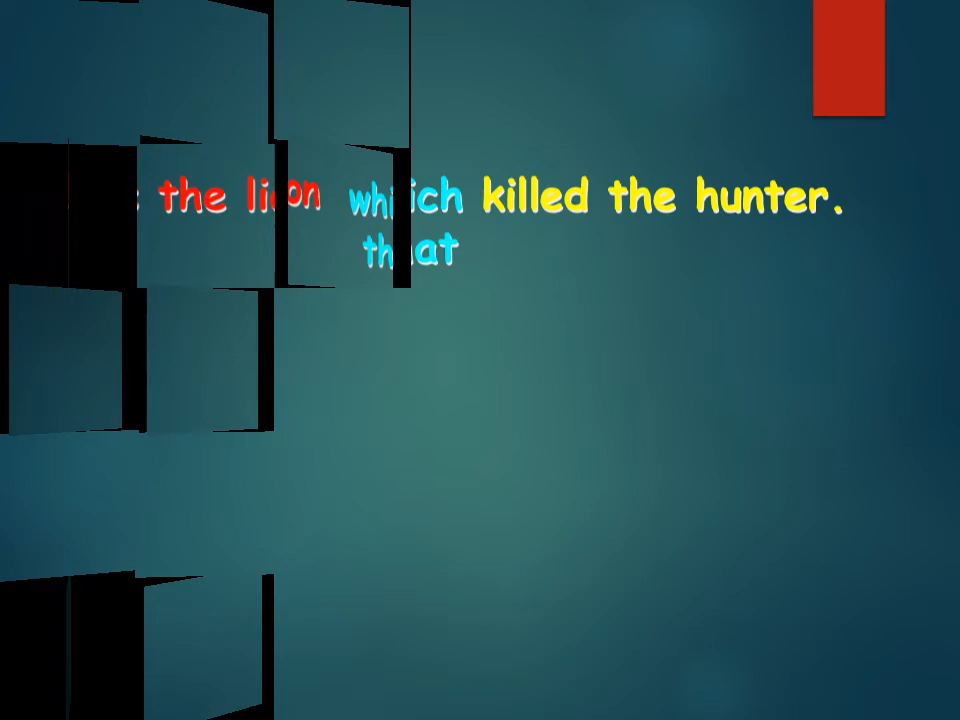 the lion which killed the hunter.
that